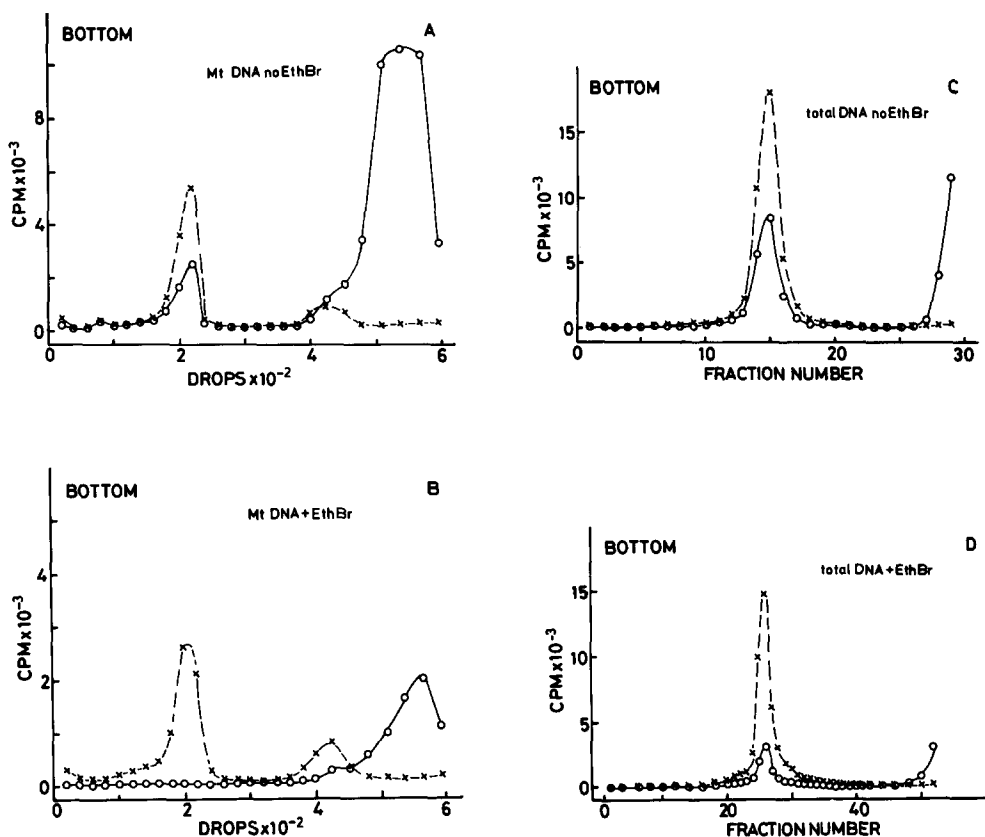 BOTTOM
A
Mt DNA noEthBr
CPM×10⁻³
8
4
0
0
2
4
6
DROPS×10⁻²
BOTTOM
C
total DNA noEthBr
CPM×10⁻³
15
10
5
0
0
10
20
30
FRACTION NUMBER
BOTTOM
B
Mt DNA+EthBr
CPM×10⁻³
4
2
0
0
2
4
6
DROPS×10⁻²
BOTTOM
D
total DNA+EthBr
CPM×10⁻³
15
10
5
0
0
20
40
FRACTION NUMBER